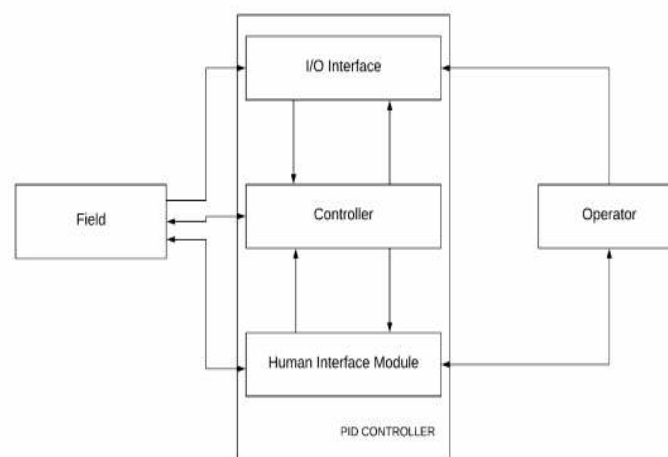 I/O Interface
Field
Controller
Operator
Human Interface Module
PID CONTROLLER